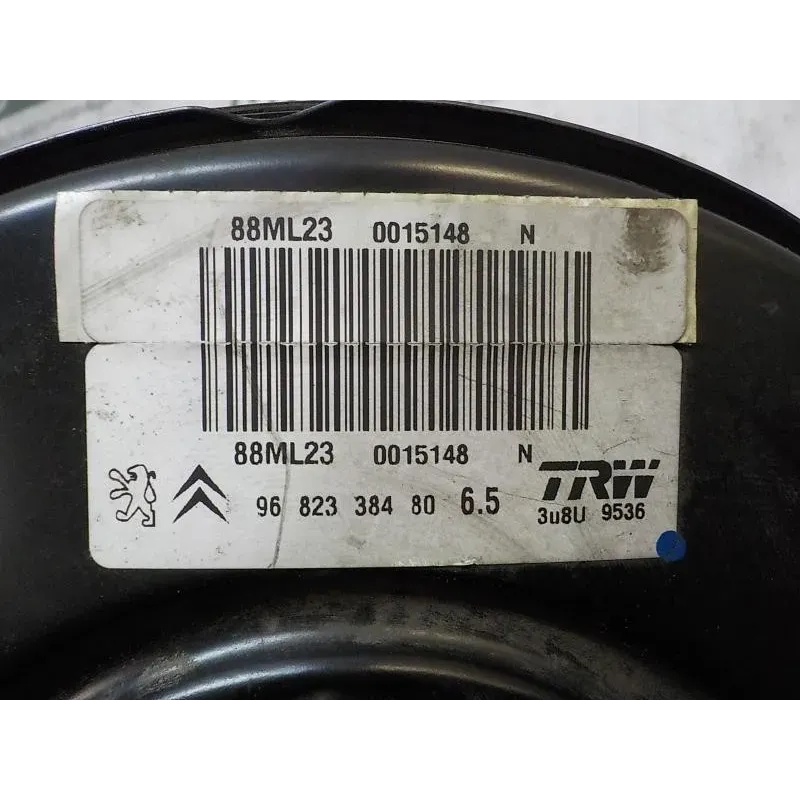 88ML23 0015148 N
88ML23 0015148 N
TRW
96 823 384 80 6.5
3u8U 9536